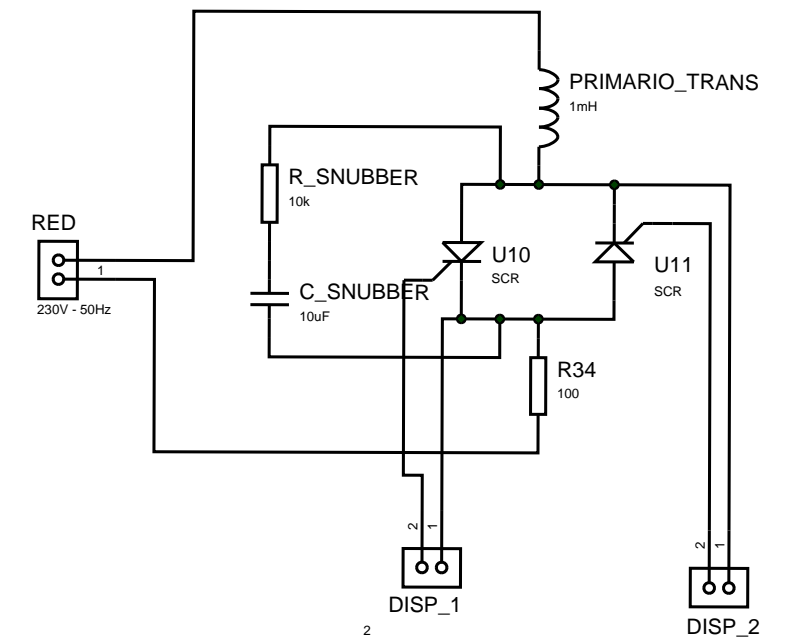 PRIMARIO_TRANS
1mH
R_SNUBBER
10k
RED
1
230V - 50Hz
U10
SCR
U11
SCR
C_SNUBBER
10uF
R34
100
2
1
DISP_1
2
1
DISP_2
2